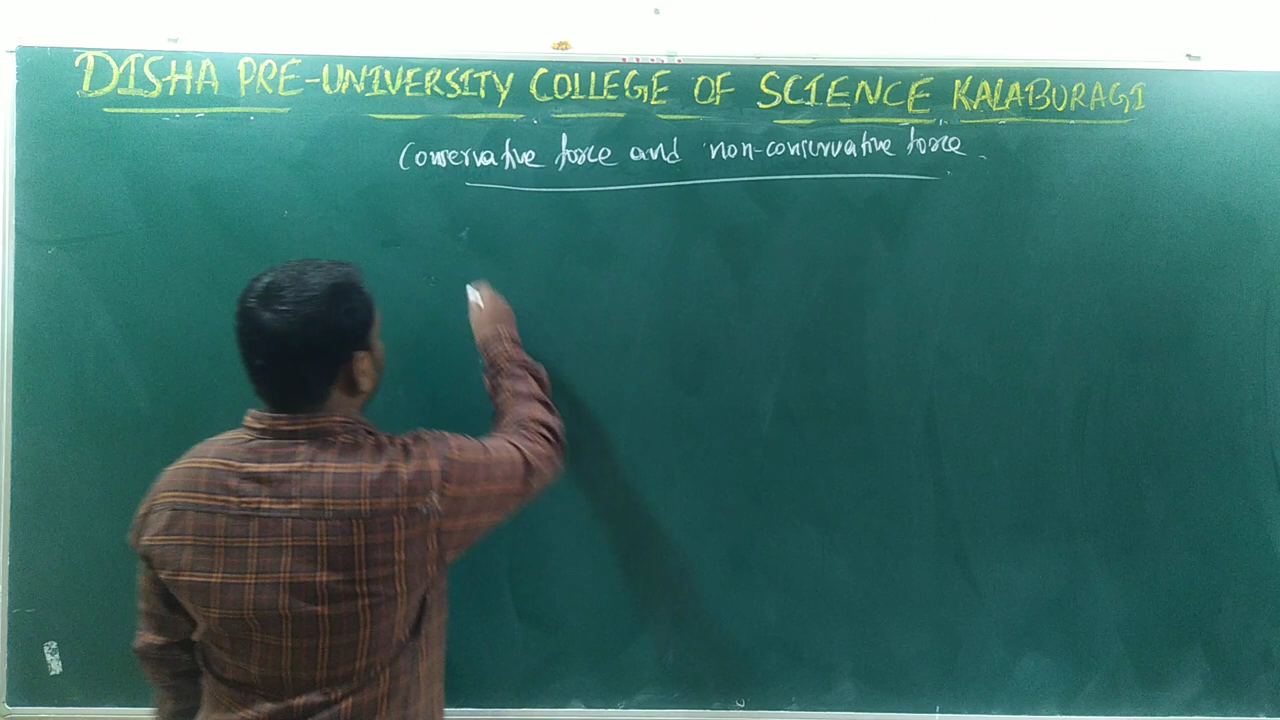 DISHA PRE-UNIVERSITY COLLEGE OF SCIENCE KALABURAGI
Conservative force and non-conservative force.